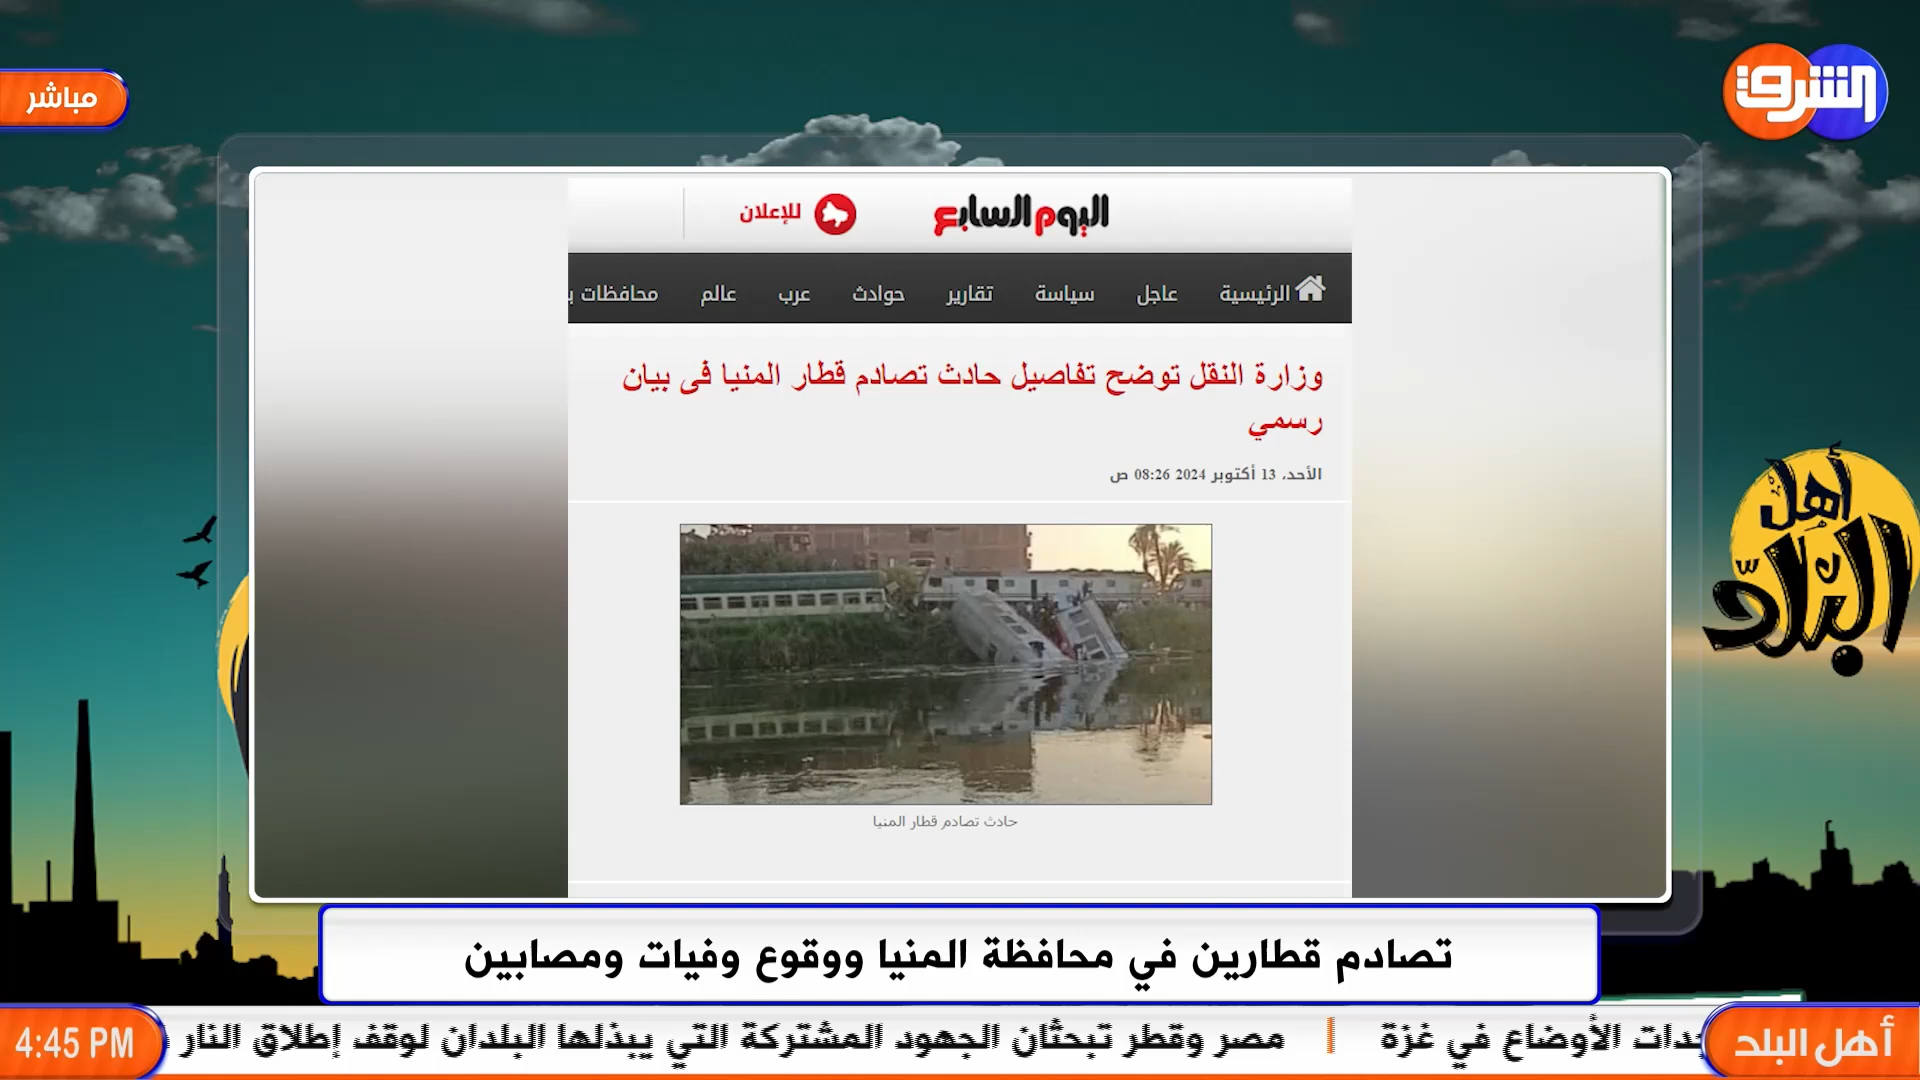 مباشر
الشرق
اليوم السابع
للإعلان
الرئيسية عاجل سياسة تقارير حوادث عرب عالم محافظات
وزارة النقل توضح تفاصيل حادث تصادم قطار المنيا فى بيان
رسمي
الأحد، 13 أكتوبر 2024 08:26 ص
حادث تصادم قطار المنيا
أهل
البلد
تصادم قطارين في محافظة المنيا ووقوع وفيات ومصابين
أهل البلد
الأوضاع في غزة | مصر وقطر تبحثان الجهود المشتركة التي يبذلها البلدان لوقف إطلاق النار
4:45 PM